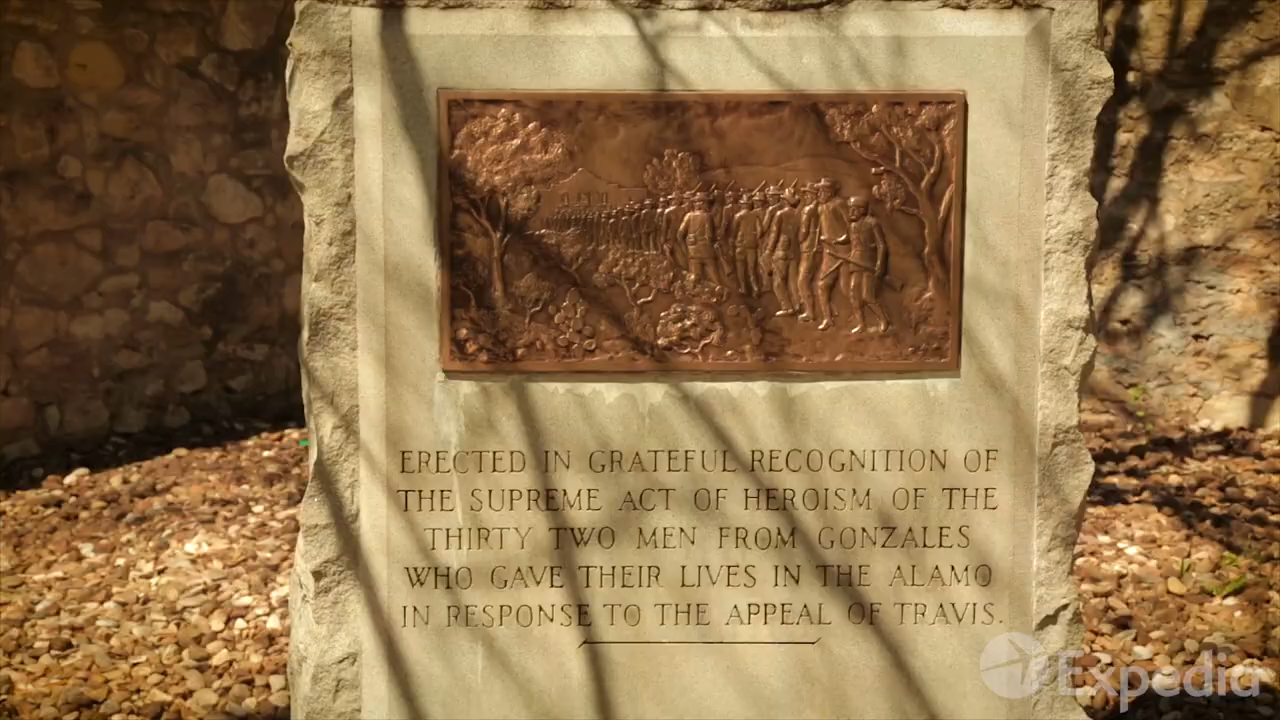 ERECTED IN GRATEFUL RECOGNITION OF
THE SUPREME ACT OF HEROISM OF THE
THIRTY TWO MEN FROM GONZALES
WHO GAVE THEIR LIVES IN THE ALAMO
IN RESPONSE TO THE APPEAL OF TRAVIS.
Expedia